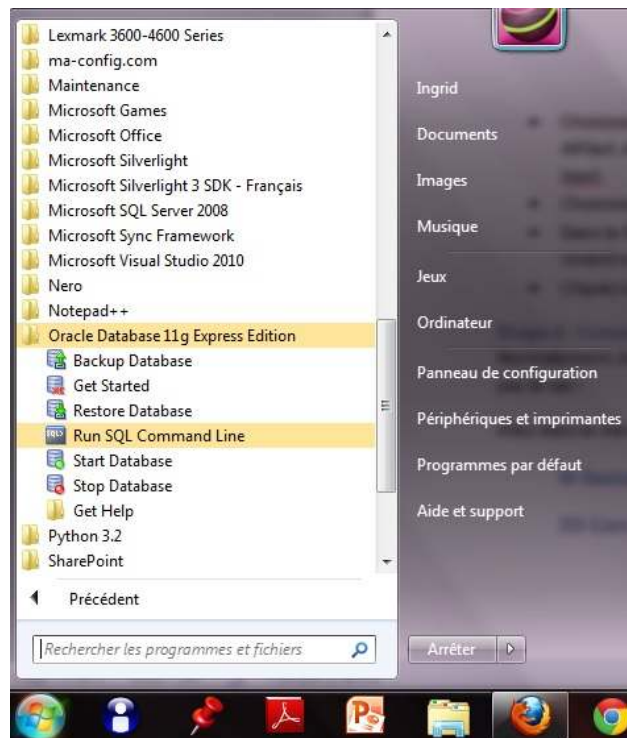 Lexmark 3600-4600 Series
ma-config.com
Maintenance
Microsoft Games
Microsoft Office
Microsoft Silverlight
Microsoft Silverlight 3 SDK - Français
Microsoft SQL Server 2008
Microsoft Sync Framework
Microsoft Visual Studio 2010
Nero
Notepad++
Oracle Database 11g Express Edition
Backup Database
Get Started
Restore Database
Run SQL Command Line
Start Database
Stop Database
Get Help
Python 3.2
SharePoint
Précédent
Rechercher les programmes et fichiers
Ingrid
Documents
Images
Musique
Jeux
Ordinateur
Panneau de configuration
Périphériques et imprimantes
Programmes par défaut
Aide et support
Arrêter